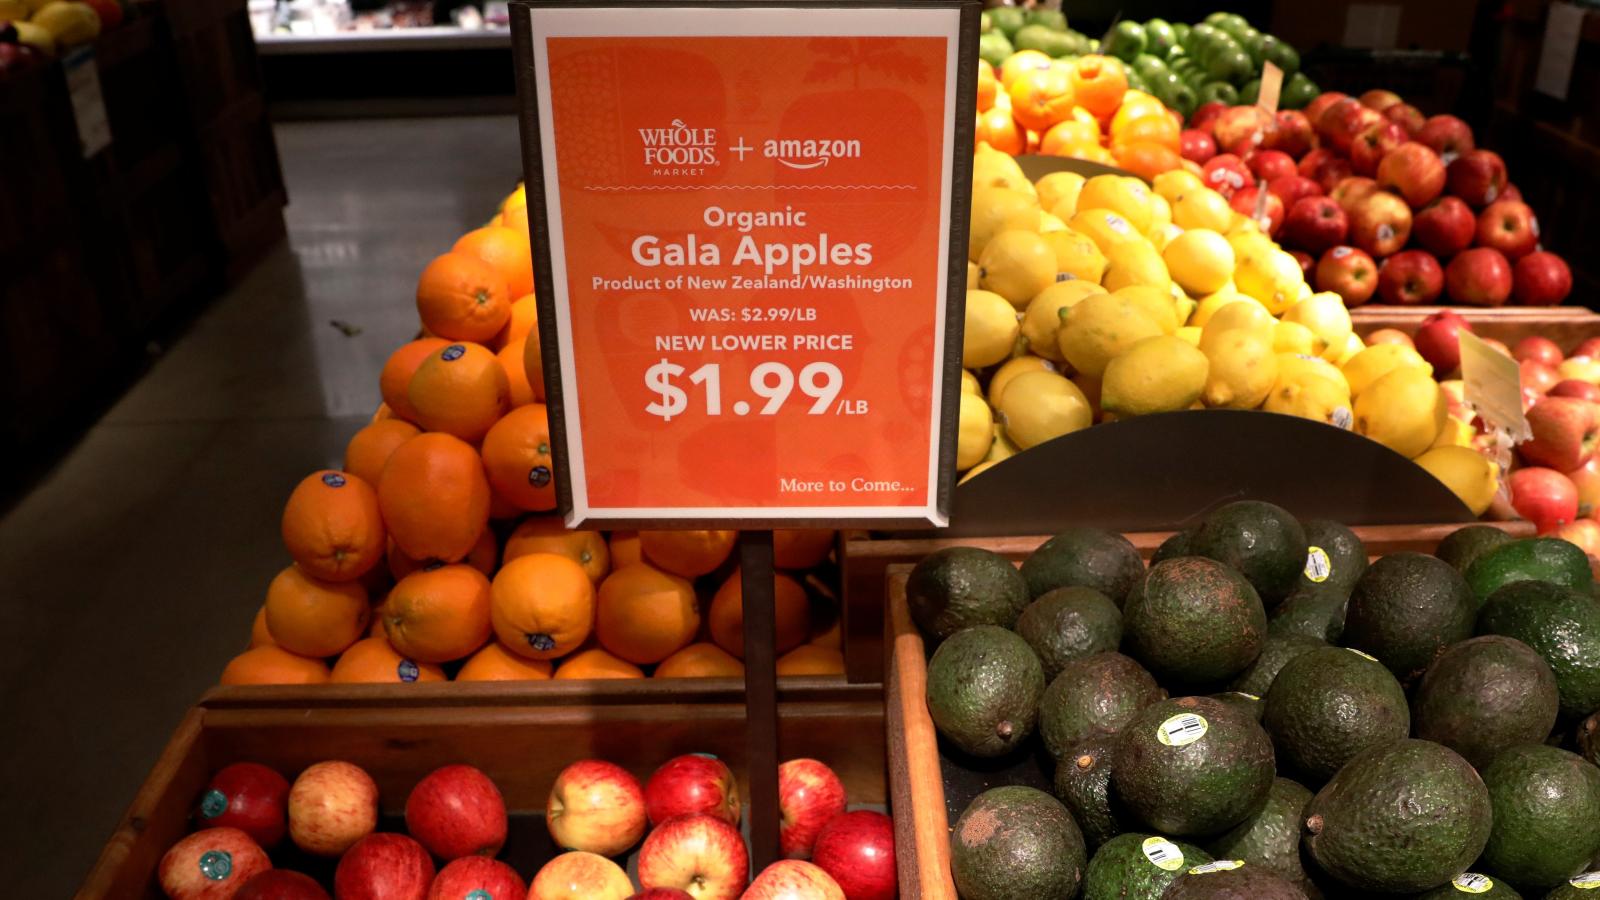 WHOLE FOODS MARKET + amazon
Organic
Gala Apples
Product of New Zealand/Washington
WAS: $2.99/LB
NEW LOWER PRICE
$1.99/LB
More to Come...